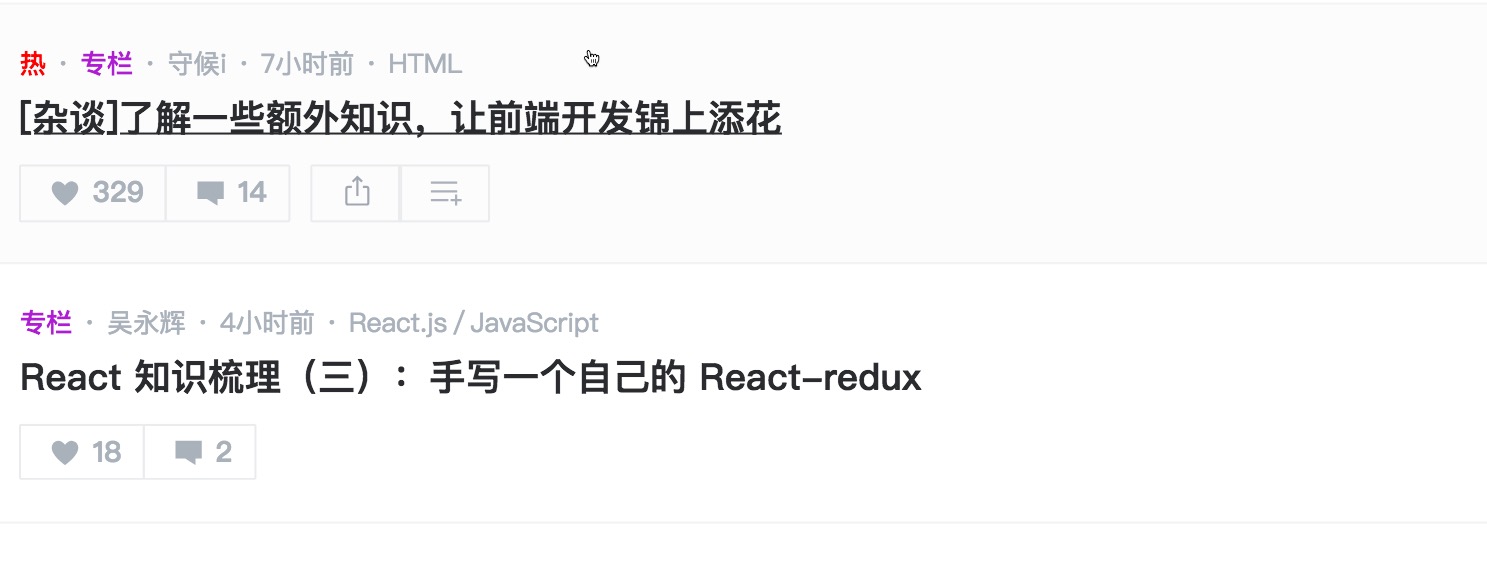 热 · 专栏 · 守候i · 7小时前 · HTML
[杂谈]了解一些额外知识，让前端开发锦上添花
329 14
专栏 · 吴永辉 · 4小时前 · React.js / JavaScript
React 知识梳理（三）：手写一个自己的 React–redux
18 2